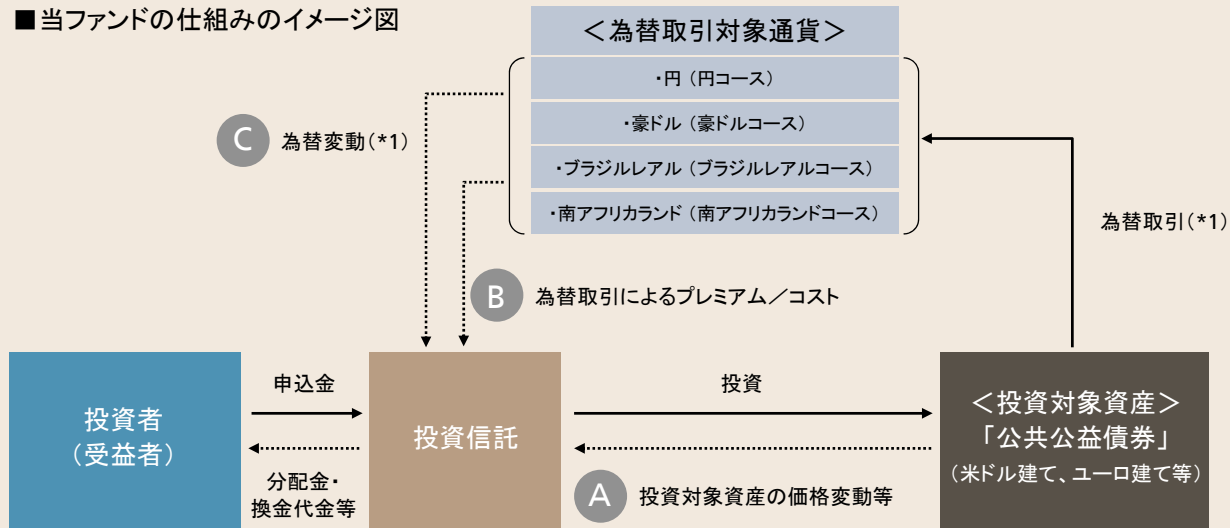 ■当ファンドの仕組みのイメージ図
＜為替取引対象通貨＞
・円（円コース）
・豪ドル（豪ドルコース）
・ブラジルレアル（ブラジルレアルコース）
・南アフリカランド（南アフリカランドコース）
C 為替変動(*1)
為替取引(*1)
B 為替取引によるプレミアム／コスト
投資者
（受益者）
申込金
分配金・
換金代金等
投資信託
投資
A 投資対象資産の価格変動等
＜投資対象資産＞
「公共公益債券」
（米ドル建て、ユーロ建て等）